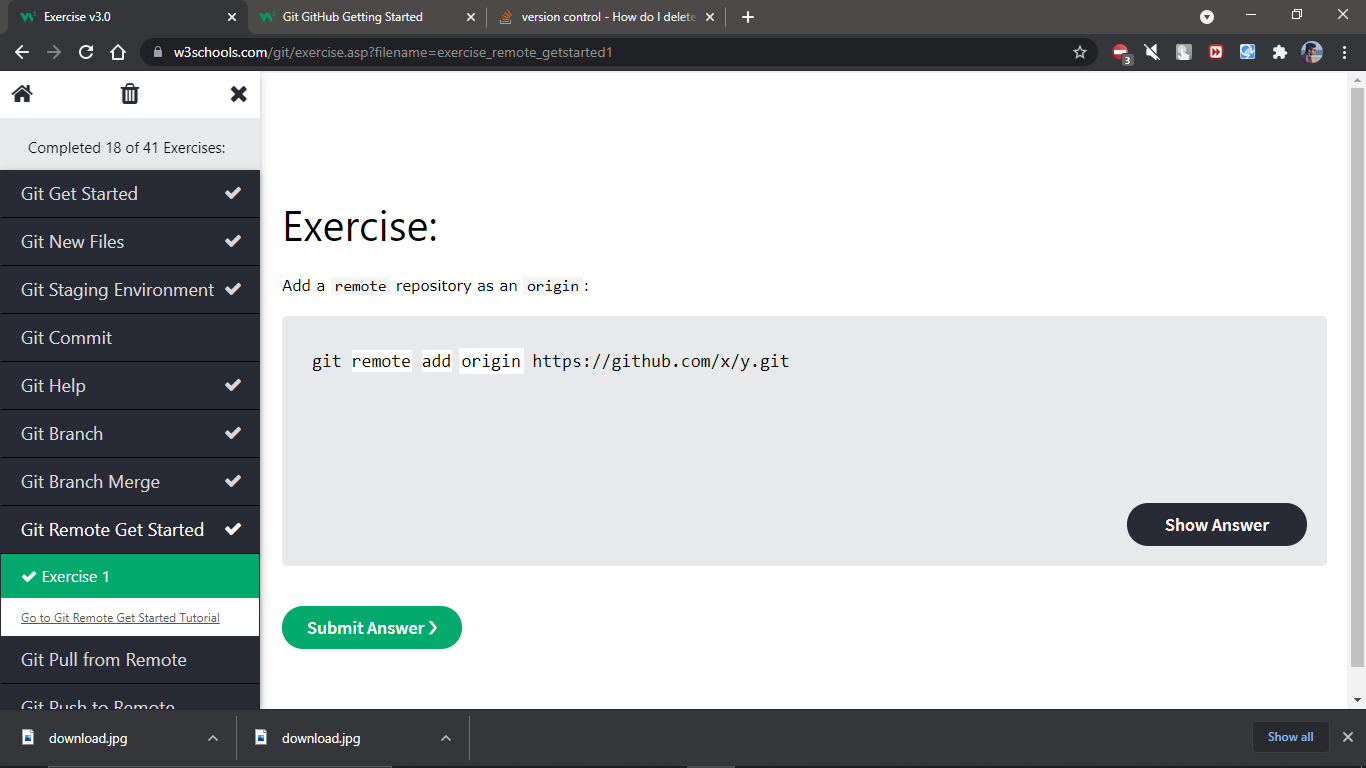 Exercise v3.0
Git GitHub Getting Started
version control - How do I delete
w3schools.com/git/exercise.asp?filename=exercise_remote_getstarted1
3
Completed 18 of 41 Exercises:
Git Get Started
Git New Files
Git Staging Environment
Git Commit
Git Help
Git Branch
Git Branch Merge
Git Remote Get Started
Exercise 1
Go to Git Remote Get Started Tutorial
Git Pull from Remote
Git Push to Remote
Exercise:
Add a remote repository as an origin:
git remote add origin https://github.com/x/y.git
Show Answer
Submit Answer ❯
download.jpg
download.jpg
Show all